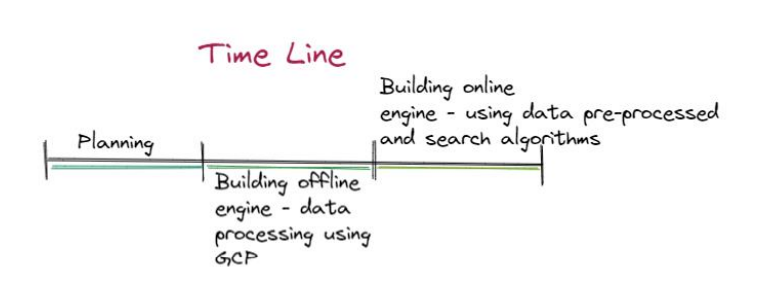 Time Line
Planning
Building offline
engine - data
processing using
GCP
Building online
engine - using data pre-processed
and search algorithms